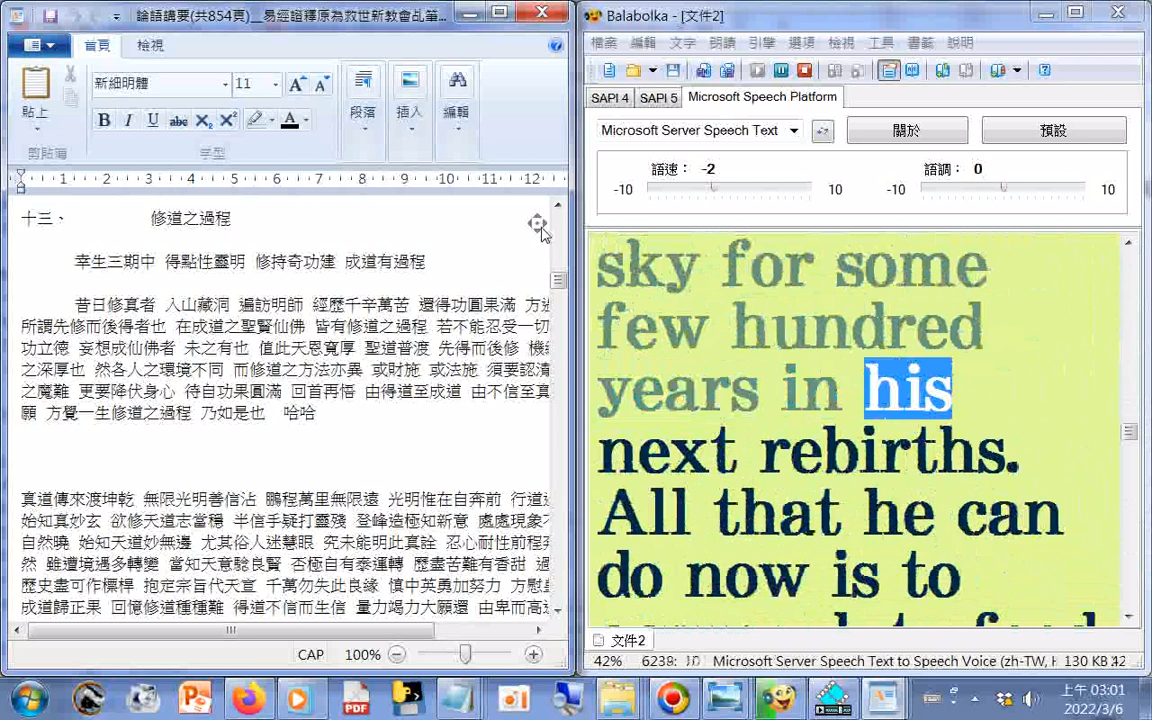 論語講要(共854頁)__易經證釋原為救世新教會乩筆...
Balabolka - [文件2]
首頁
檢視
檔案 編輯 文字 朗讀 引擎 選項 檢視 工具 書籤 說明
貼上
新細明體
11
B I U abc X₂ X²
A
段落
插入
編輯
剪貼簿
字型
SAPI 4
SAPI 5
Microsoft Speech Platform
Microsoft Server Speech Text
關於
預設
語速: -2
語調: 0
-10 10 -10 10
1 2 3 4 5 6 7 8 9 10 11 12
十三、 修道之過程
幸生三期中 得點性靈明 修持奇功建 成道有過程
昔日修真者 入山藏洞 遍訪明師 經歷千辛萬苦 還得功圓果滿 方
所謂先修而後得者也 在成道之聖賢仙佛 皆有修道之過程 若不能忍受一切
功立德 妄想成仙佛者 未之有也 值此天恩寬厚 聖道普渡 先得而後修
之深厚也 然各人之環境不同 而修道之方法亦異 或財施 或法施 須要認清
之魔難 更要降伏身心 待自功果圓滿 回首再悟 由得道至成道 由不信至真
願 方覺一生修道之過程 乃如是也 哈哈
真道傳來渡坤乾 無限光明善信沾 鵬程萬里無限遠 光明惟在自奔前 行道
始知真妙玄 欲修天道志當穩 半信半疑打靈殘 登峰造極知新意 處處現象
自然曉 始知天道妙無邊 尤其俗人迷慧眼 究未能明此真詮 忍心耐性前程
然 雖遭境遇多轉變 當知天意驗良賢 否極自有泰運轉 歷盡苦難有香甜
歷史盡可作標桿 抱定宗旨代天宣 千萬勿失此良緣 慎中英勇加努力 方慰
成道歸正果 回憶修道種種難 得道不信而生信 量力竭力大願還 由卑而高
sky for some
few hundred
years in his
next rebirths.
All that he can
do now is to
文件2
CAP 100%
42% 6238: Microsoft Server Speech Text to Speech Voice (zh-TW, 130 KB
上午 03:01
2022/3/6